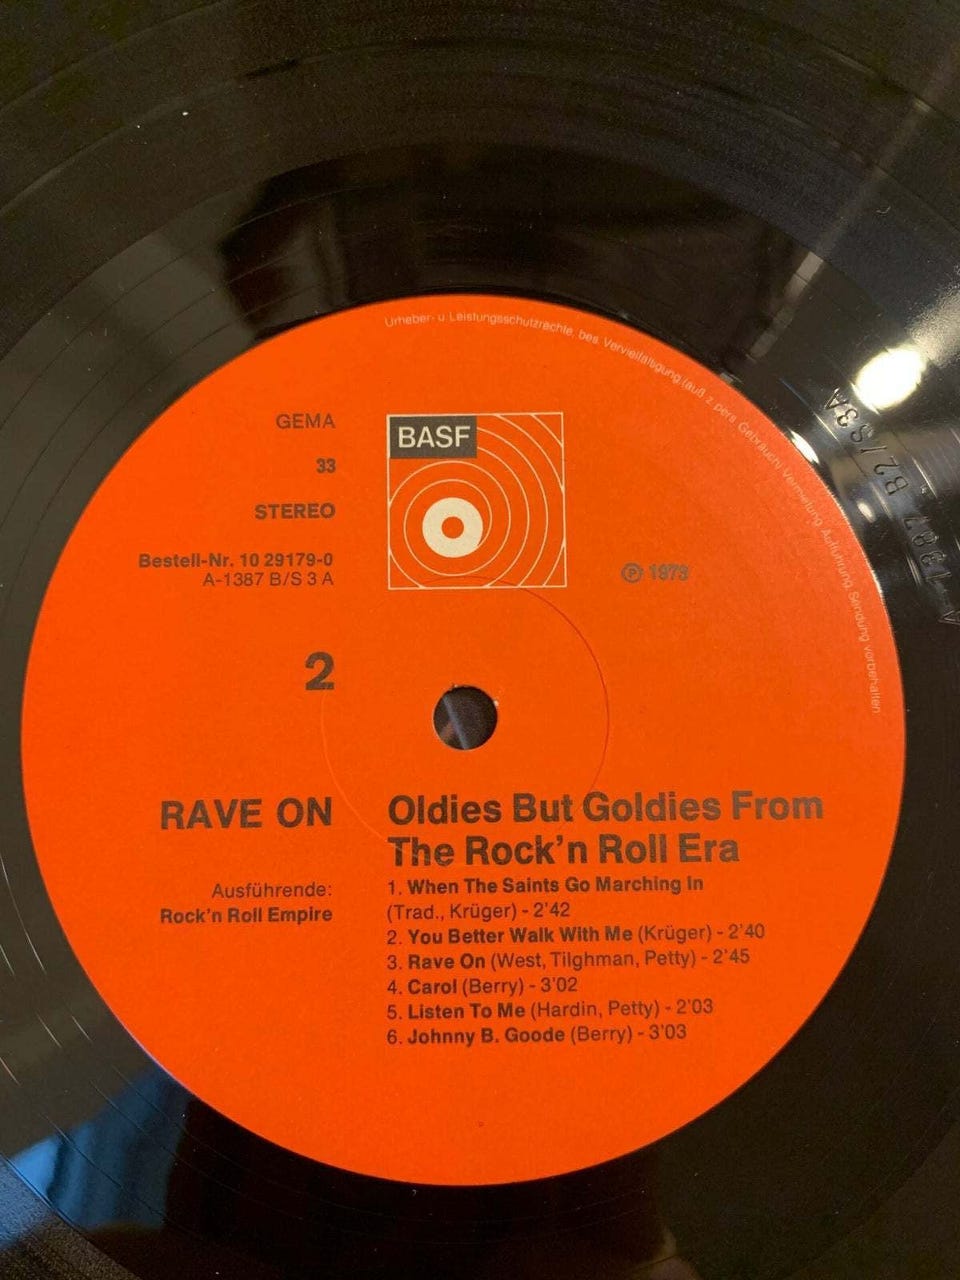 Urheber- u. Leistungsschutzrechte, bes. Vervielfältigung (auß z pers Gebrauch) Vermietung Aufführung Sendung vorbehalten
GEMA
BASF
33
STEREO
Bestell-Nr. 10 29179-0
A-1387 B/S 3 A
℗ 1973
2
RAVE ON
Oldies But Goldies From
The Rock'n Roll Era
Ausführende:
Rock'n Roll Empire
1. When The Saints Go Marching In
(Trad., Krüger) - 2'42
2. You Better Walk With Me (Krüger) - 2'40
3. Rave On (West, Tilghman, Petty) - 2'45
4. Carol (Berry) - 3'02
5. Listen To Me (Hardin, Petty) - 2'03
6. Johnny B. Goode (Berry) - 3'03
A-1387 B2/S3A